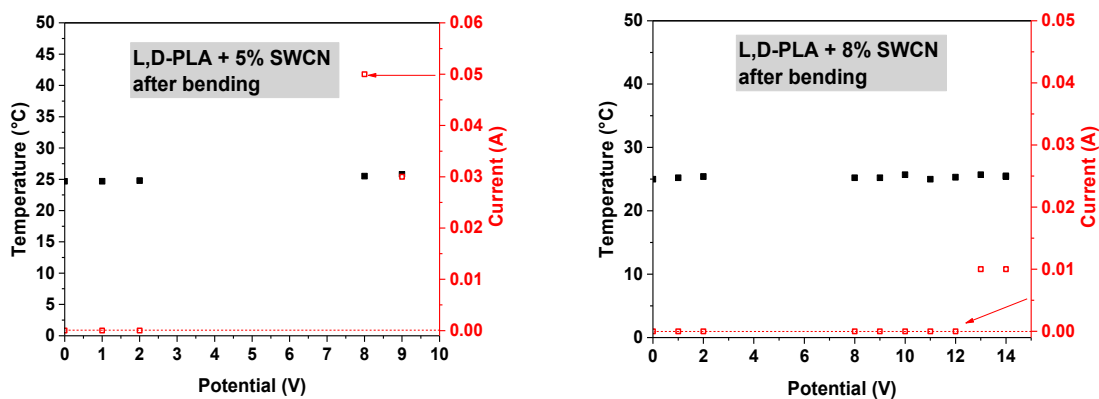 L,D-PLA + 5% SWCN
after bending
Temperature (°C)
50
45
40
35
30
25
20
15
10
5
0
0 1 2 3 4 5 6 7 8 9 10
Potential (V)
0.06
0.05
0.04
0.03
0.02
0.01
0.00
Current (A)
L,D-PLA + 8% SWCN
after bending
Temperature (°C)
50
40
30
20
10
0
0 2 4 6 8 10 12 14
Potential (V)
0.05
0.04
0.03
0.02
0.01
0.00
Current (A)